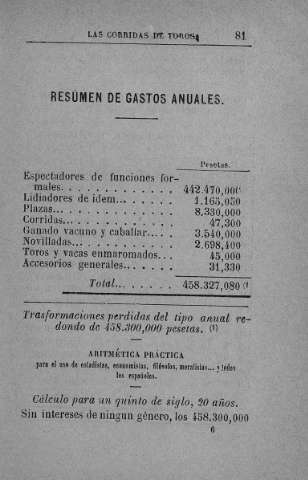 LAS CORRIDAS DE TOROS. 81
RESÚMEN DE GASTOS ANUALES.
Pesetas.
Espectadores de funciones for-
males. . . . . . . . . . . . . 442.470,000
Lidiadores de idem. . . . . . . 1.165,050
Plazas. . . . . . . . . . . . . 8,330,000
Corridas. . . . . . . . . . . . 47,300
Ganado vacuno y caballar. . . . 3.540,000
Novilladas. . . . . . . . . . . 2.698,400
Toros y vacas enmaromados. . . 45,000
Accesorios generales. . . . . . 31,330
Total. . . . . . . 458.327,080 (1)
Trasformaciones perdidas del tipo anual re-
dondo de 458.300,000 pesetas. (1)
ARITMÉTICA PRÁCTICA
para el uso de estadistas, economistas, filósofos, moralistas... y todos
los españoles.
Cálculo para un quinto de siglo, 20 años.
Sin intereses de ningun género, los 458,300,000
6